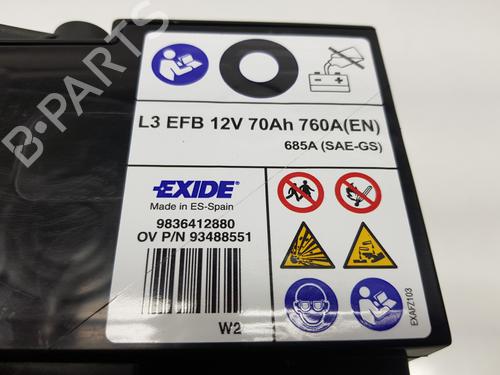 L3 EFB 12V 70Ah 760A(EN)
685A (SAE-GS)
EXIDE
Made in ES-Spain
9836412880
OV P/N 93488551
W2
EXAFZ103
B-PARTS